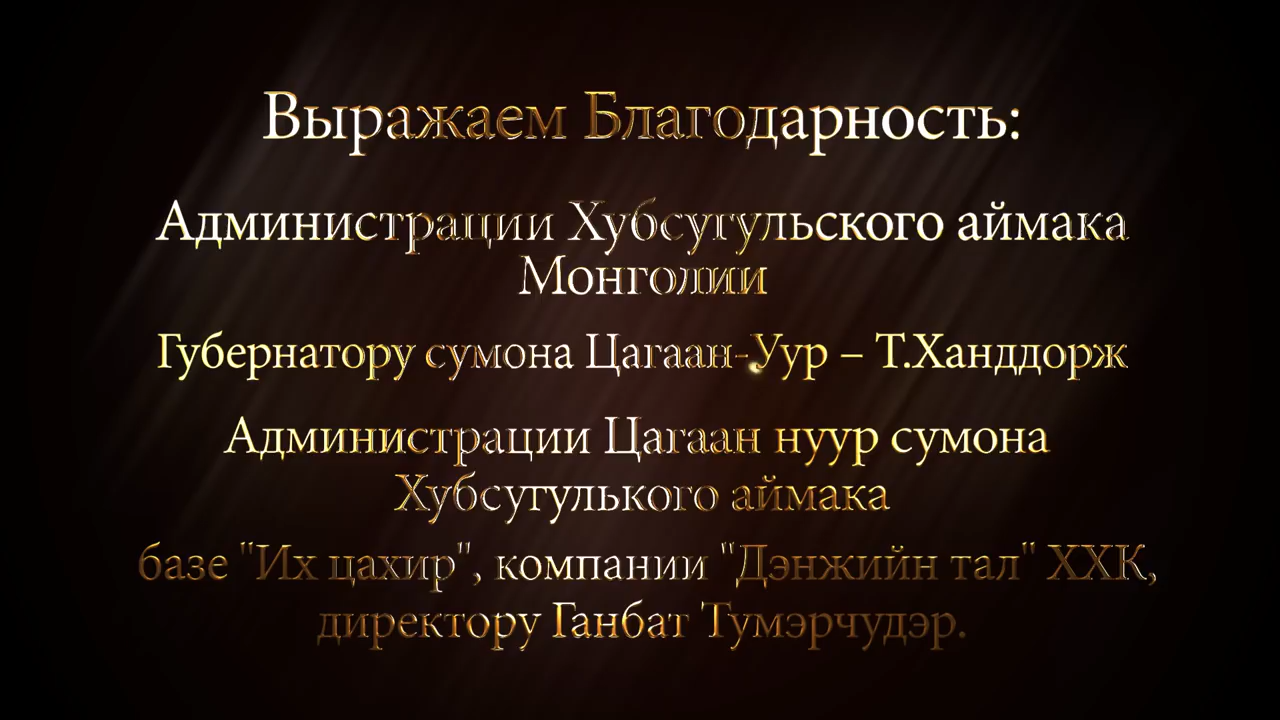 Выражаем Благодарность:
Администрации Хубсугульского аймака
Монголии
Губернатору сумона Цагаан-Уур – Т.Ханддорж
Администрации Цагаан нуур сумона
Хубсугулького аймака
базе "Их цахир", компании "Дэнжийн тал" ХХК,
директору Ганбат Тумэрчудэр.